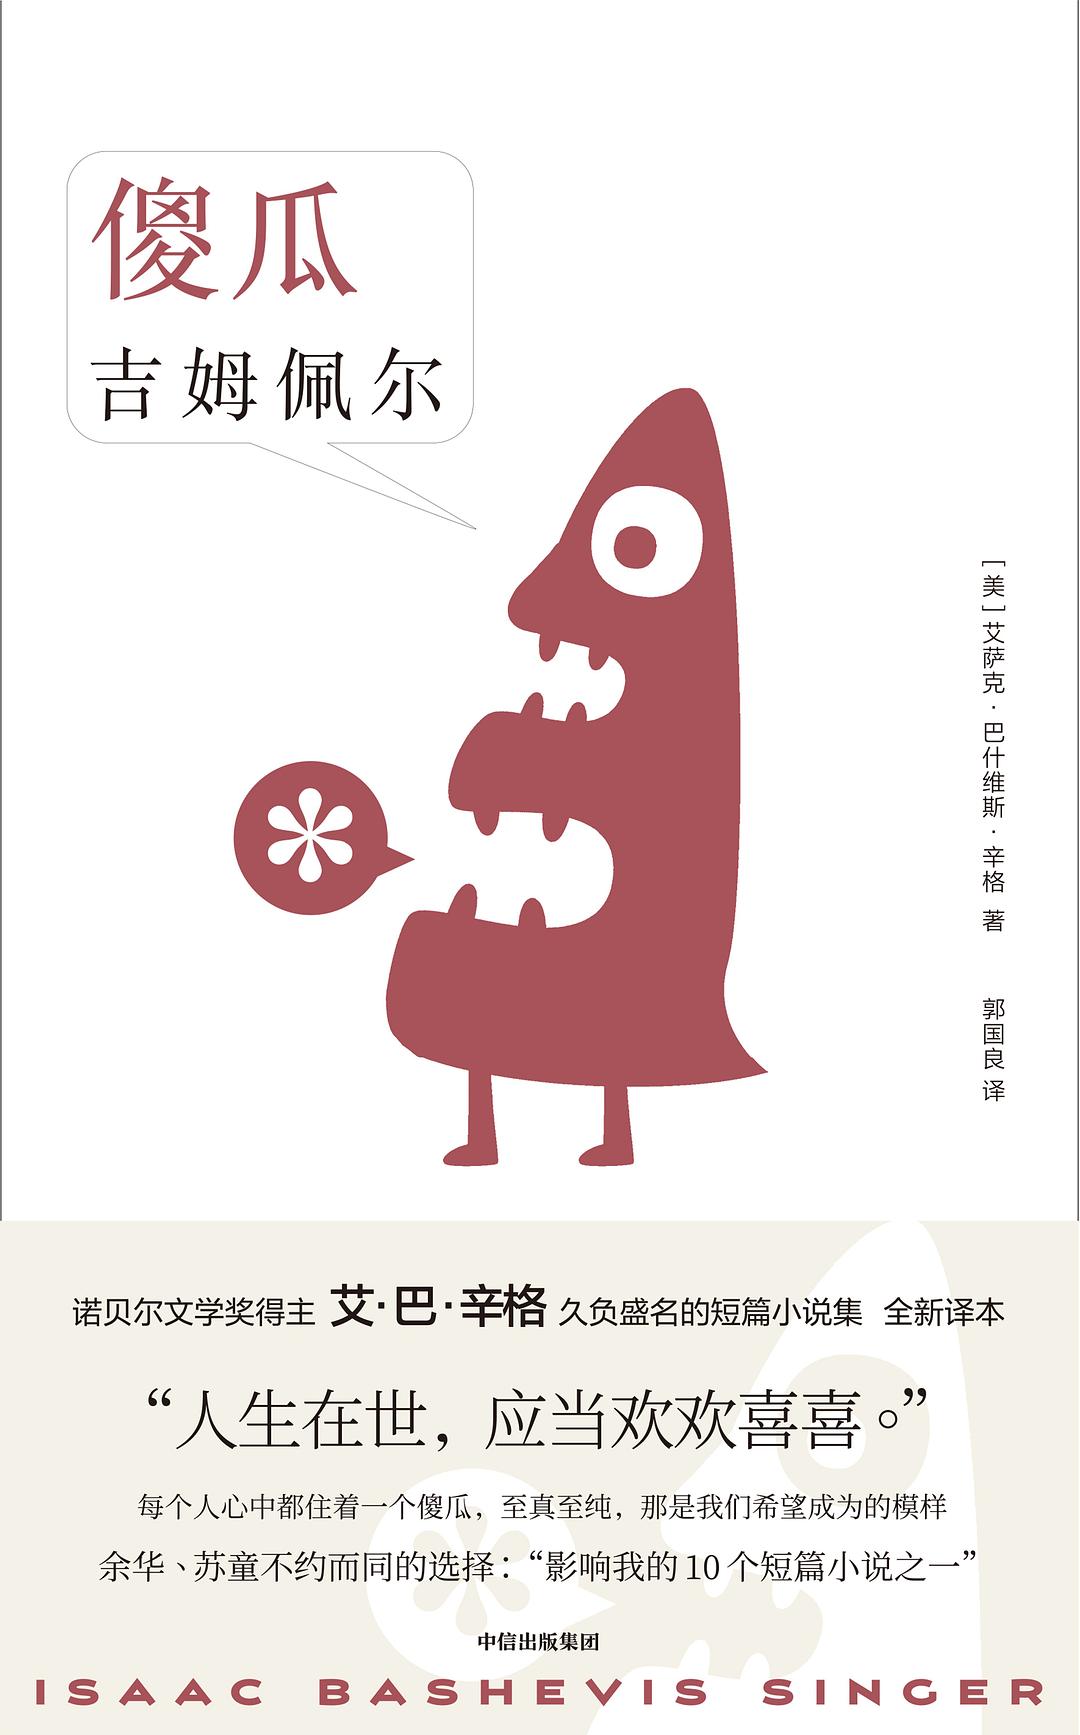 傻瓜
吉姆佩尔
[美]艾萨克·巴什维斯·辛格 著
郭国良 译
诺贝尔文学奖得主 艾·巴·辛格 久负盛名的短篇小说集 全新译本
“人生在世，应当欢欢喜喜。”
每个人心中都住着一个傻瓜，至真至纯，那是我们希望成为的模样
余华、苏童不约而同的选择：“影响我的10个短篇小说之一”
中信出版集团
ISAAC BASHEVIS SINGER